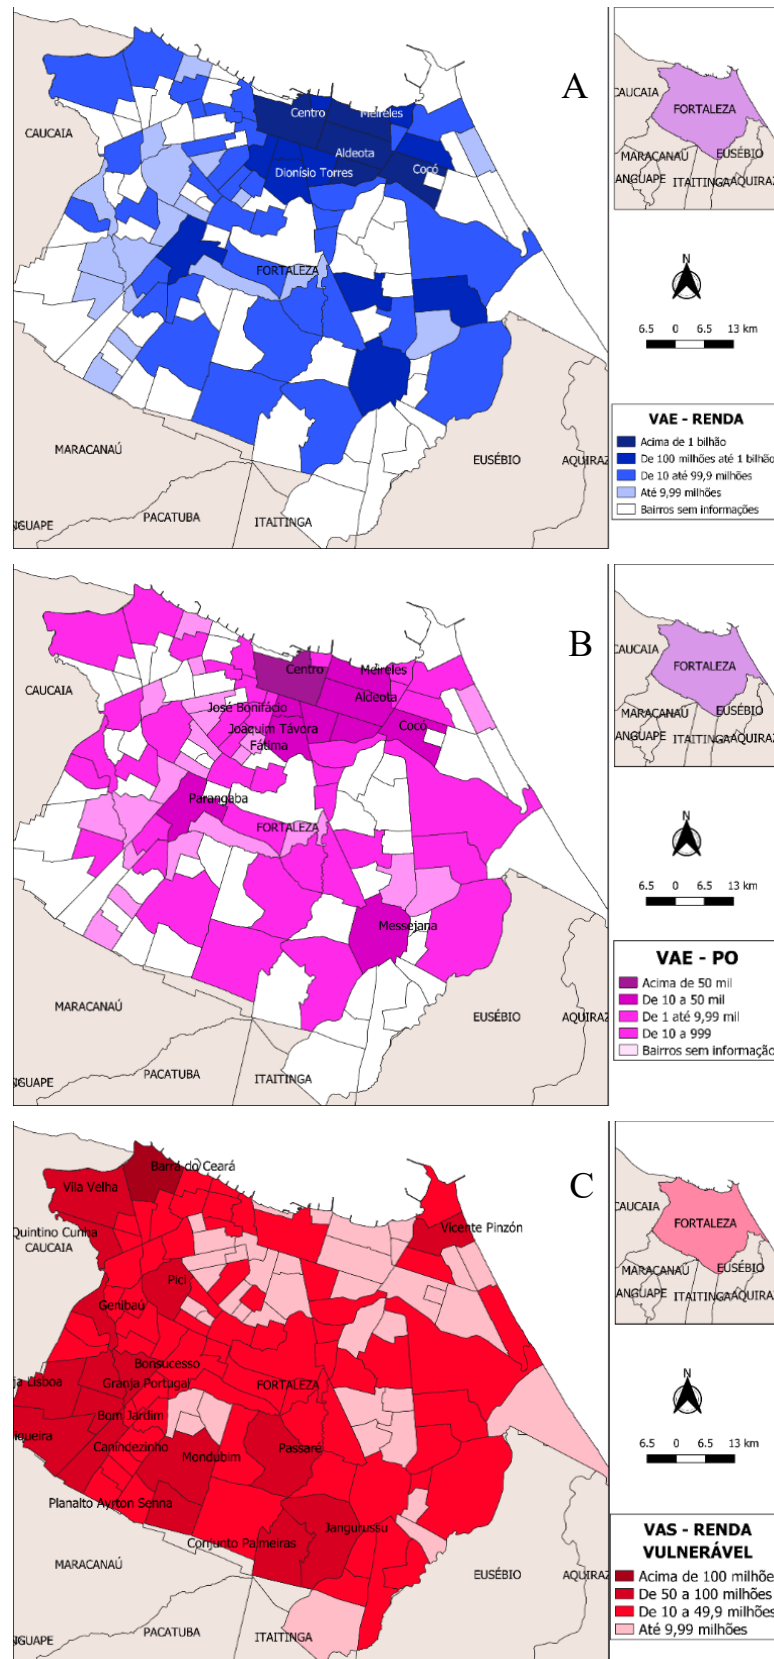 A
CAUCAIA
Centro
Meireles
Aldeota
Dionísio Torres
Cocó
FORTALEZA
MARACANAÚ
EUSÉBIO
AQUIRAZ
PACATUBA
ITAITINGA
NGUAPE
CAUCAIA
FORTALEZA
MARACANAÚ
EUSÉBIO
ANGUAPE
ITAITINGA
AQUIRAZ
N
6.5 0 6.5 13 km
VAE - RENDA
Acima de 1 bilhão
De 100 milhões até 1 bilhão
De 10 até 99,9 milhões
Até 9,99 milhões
Bairros sem informações
B
CAUCAIA
Centro
Meireles
Aldeota
José Bonifácio
Joaquim Távora
Cocó
Fátima
Parangaba
FORTALEZA
Messejana
MARACANAÚ
EUSÉBIO
AQUIRAZ
PACATUBA
ITAITINGA
NGUAPE
CAUCAIA
FORTALEZA
MARACANAÚ
EUSÉBIO
ANGUAPE
ITAITINGA
AQUIRAZ
N
6.5 0 6.5 13 km
VAE - PO
Acima de 50 mil
De 10 a 50 mil
De 1 até 9,99 mil
De 10 a 999
Bairros sem informação
C
Barra do Ceará
Vila Velha
Quintino Cunha
CAUCAIA
Vicente Pinzón
Pici
Genibaú
Bonsucesso
ja Lisboa
Granja Portugal
FORTALEZA
Bom Jardim
iqueira
Canindezinho
Mondubim
Passaré
Planalto Ayrton Senna
Jangurussu
Conjunto Palmeiras
MARACANAÚ
EUSÉBIO
AQUIRAZ
PACATUBA
ITAITINGA
NGUAPE
CAUCAIA
FORTALEZA
MARACANAÚ
EUSÉBIO
ANGUAPE
ITAITINGA
AQUIRAZ
N
6.5 0 6.5 13 km
VAS - RENDA
VULNERÁVEL
Acima de 100 milhões
De 50 a 100 milhões
De 10 a 49,9 milhões
Até 9,99 milhões